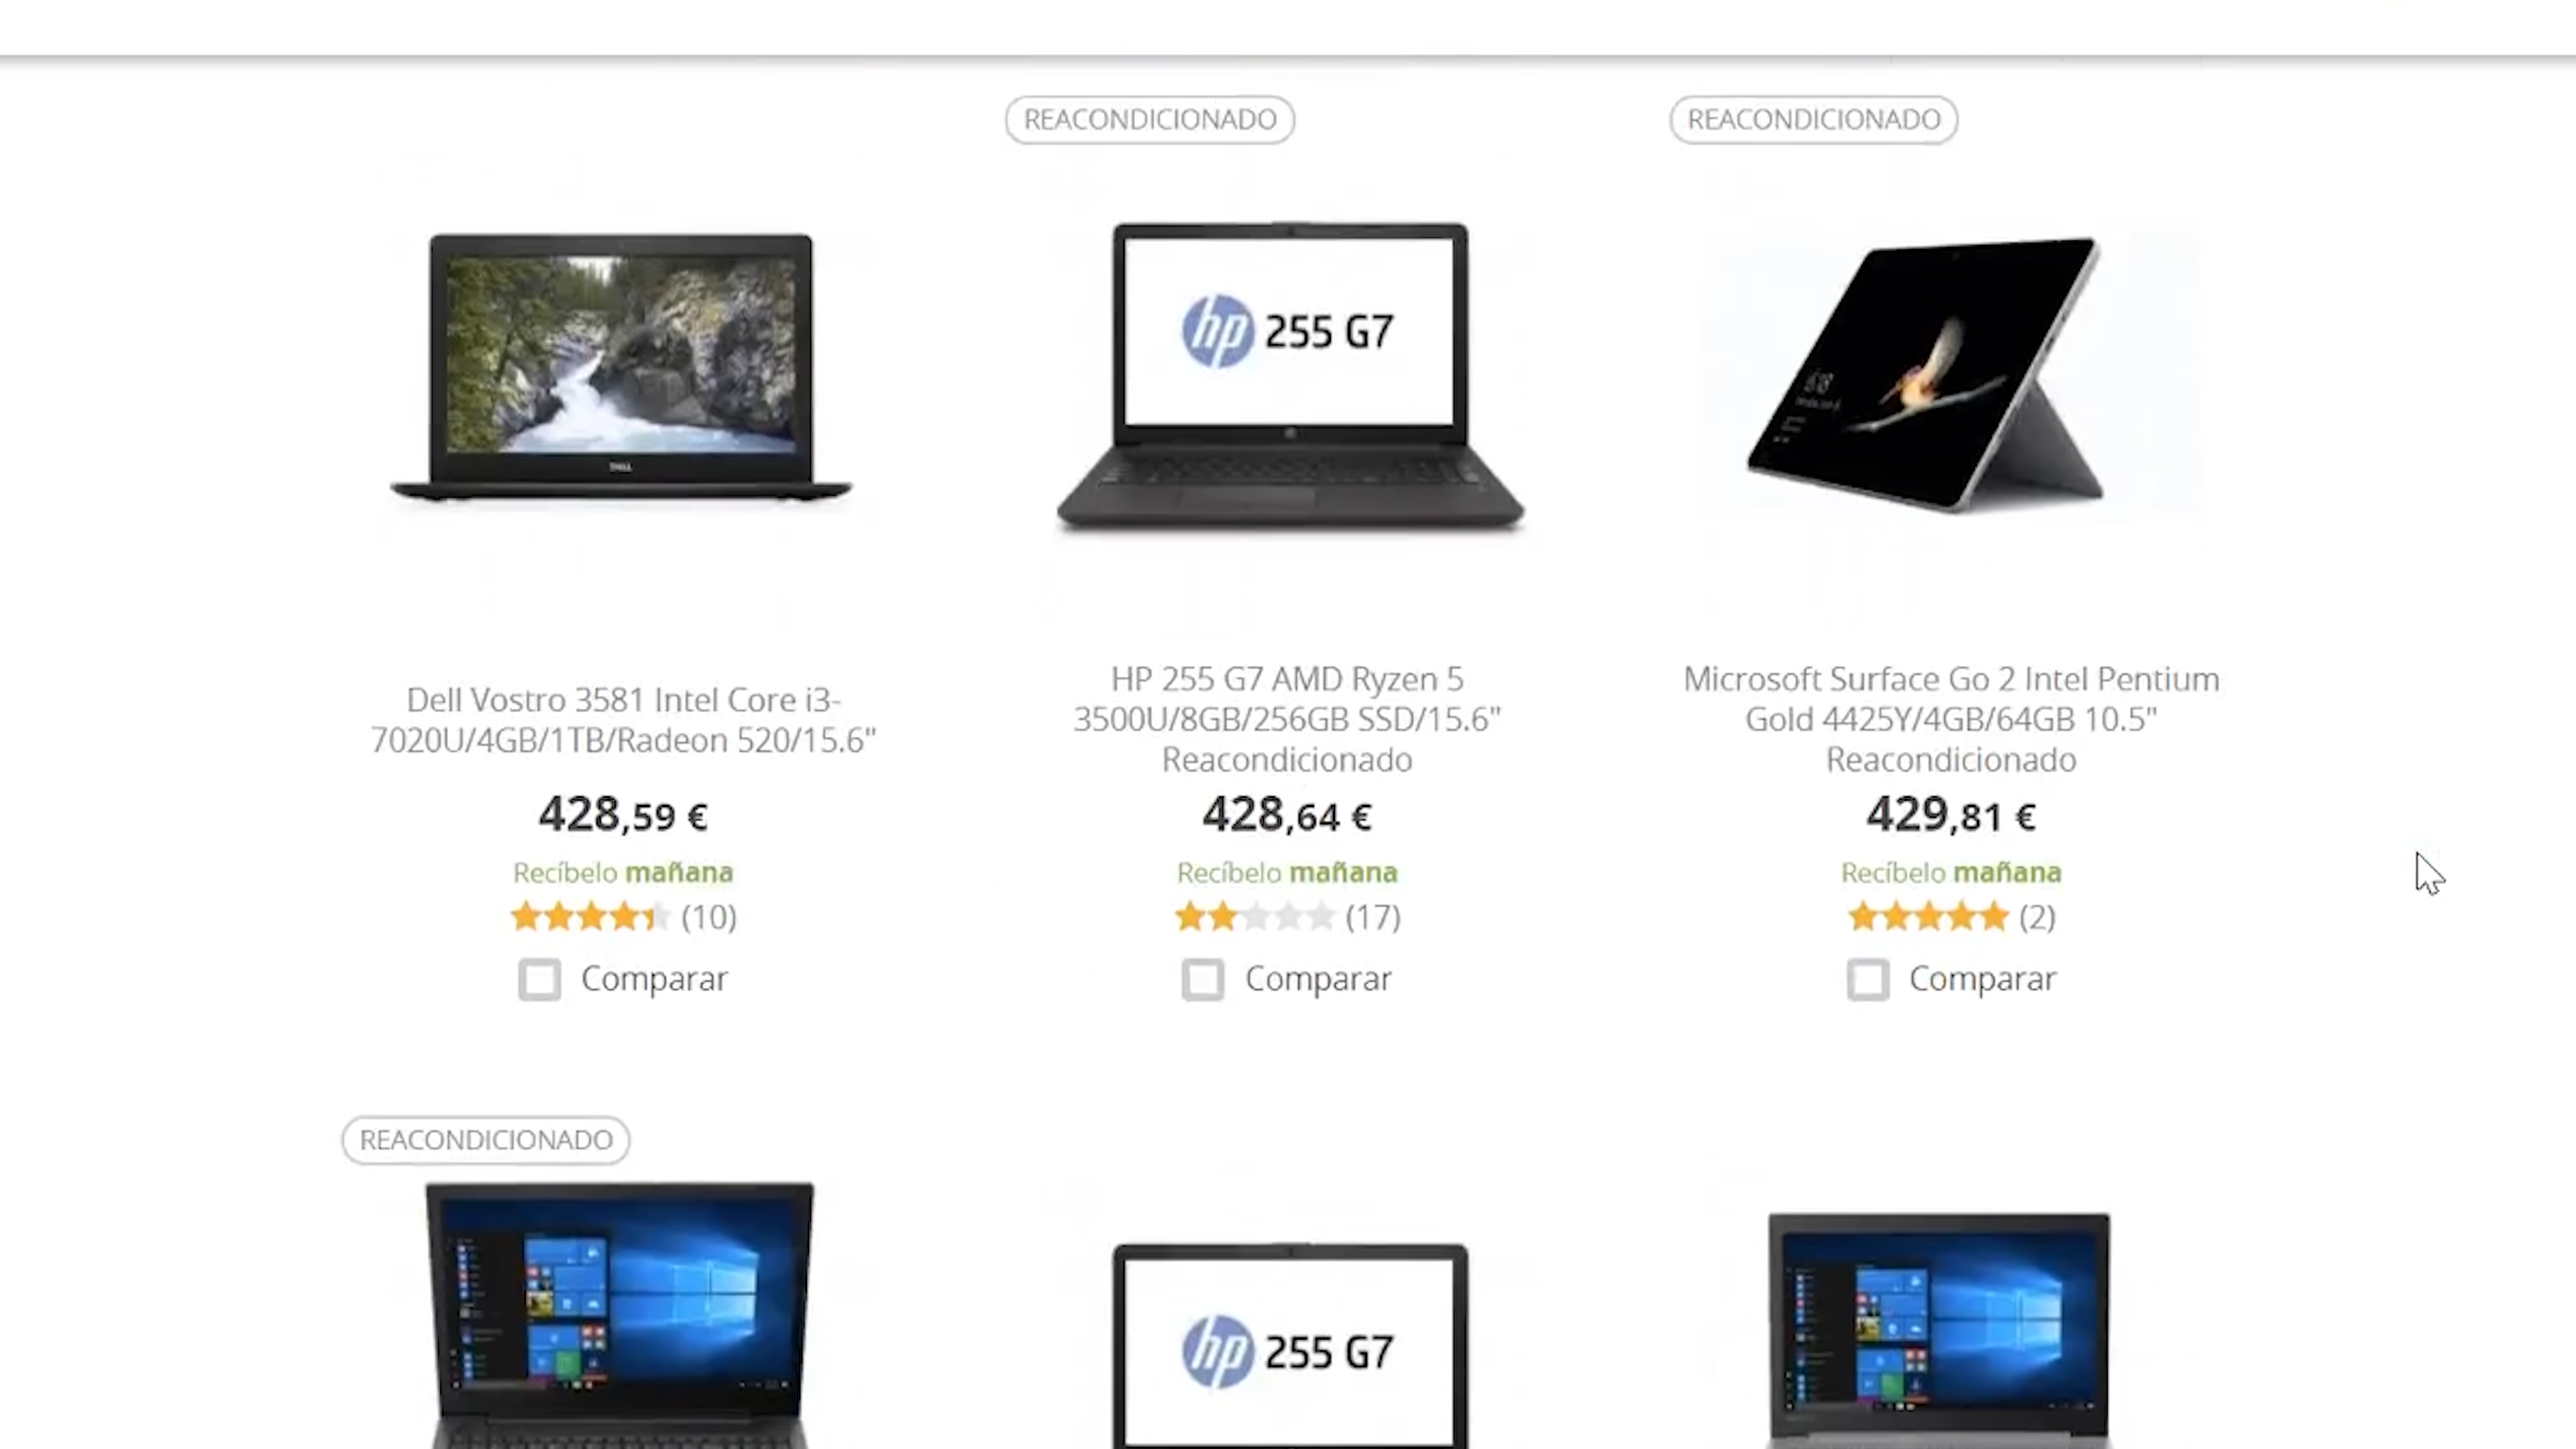 REACONDICIONADO
REACONDICIONADO
hp 255 G7
DELL
Dell Vostro 3581 Intel Core i3-
7020U/4GB/1TB/Radeon 520/15.6"
428,59 €
Recíbelo mañana
(10)
Comparar
HP 255 G7 AMD Ryzen 5
3500U/8GB/256GB SSD/15.6"
Reacondicionado
428,64 €
Recíbelo mañana
(17)
Comparar
Microsoft Surface Go 2 Intel Pentium
Gold 4425Y/4GB/64GB 10.5"
Reacondicionado
429,81 €
Recíbelo mañana
(2)
Comparar
REACONDICIONADO
hp 255 G7